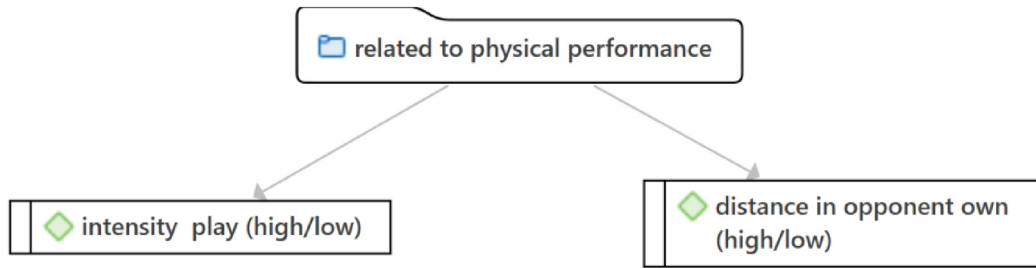 related to physical performance
intensity play (high/low)
distance in opponent own
(high/low)